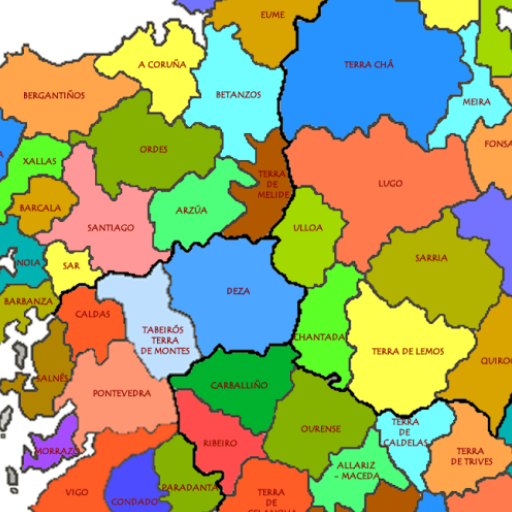 EUME
A CORUÑA
TERRA CHÁ
BERGANTIÑOS
BETANZOS
MEIRA
FONSA
ORDES
XALLAS
TERRA
DE
MELIDE
LUGO
BARCALA
ARZÚA
SANTIAGO
ULLOA
NOIA
SAR
SARRIA
DEZA
BARBANZA
CALDAS
TABEIRÓS
TERRA
DE MONTES
CHANTADA
TERRA DE LEMOS
QUIROG
SALNÉS
PONTEVEDRA
CARBALLIÑO
RIBEIRO
OURENSE
TERRA
DE
CALDELAS
MORRAZO
TERRA
DE TRIVES
ALLARIZ
- MACEDA
VIGO
CONDADO
PARADANTA
TERRA
DE
CELANOVA